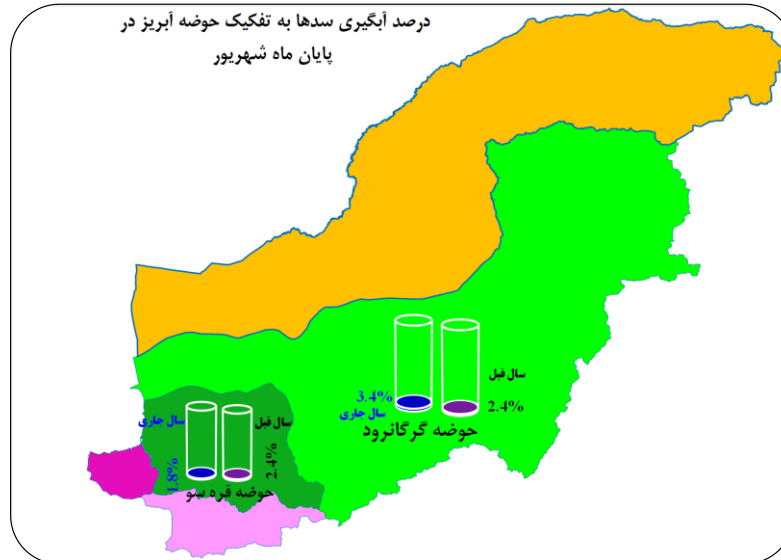 درصد آبگیری سدها به تفکیک حوضه آبریز در
پایان ماه شهریور
سال قبل
3.4%
2.4%
سال جاری
حوضه گرگانرود
سال جاری
سال قبل
1.8%
2.4%
حوضه قره سو